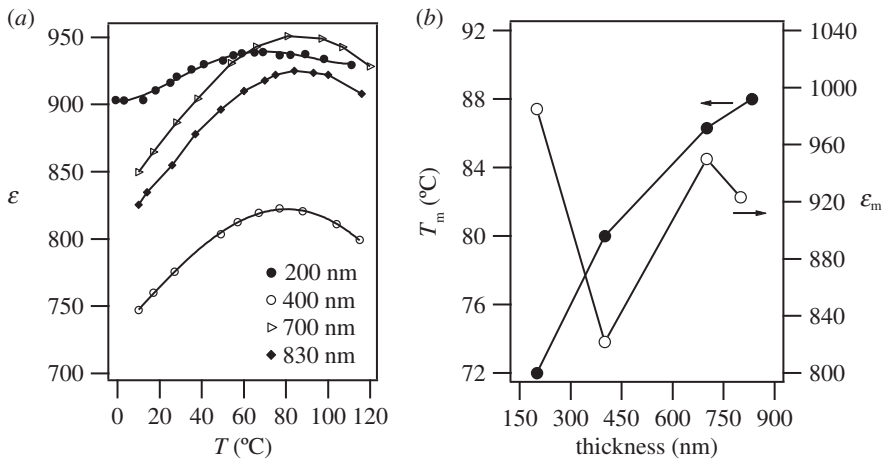 (a)
950
900
850
800
750
700
ε
200 nm
400 nm
700 nm
830 nm
0 20 40 60 80 100 120
T (ºC)
(b)
92
88
84
80
76
72
Tm (ºC)
1040
1000
960
920
880
840
800
εm
150 300 450 600 750 900
thickness (nm)